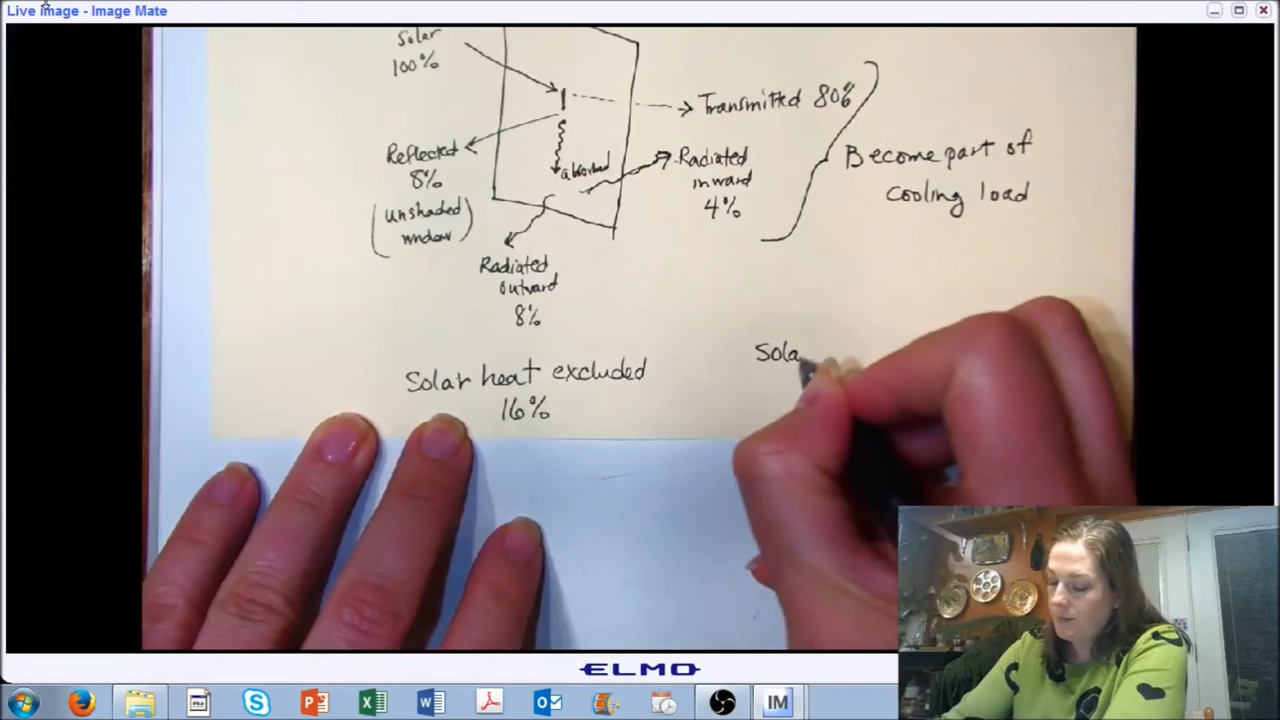 Live Image - Image Mate
Solar
100%
Transmitted 80%
Reflected
8%
(unshaded
window)
absorbed
Radiated
inward
4%
Become part of
cooling load
Radiated
outward
8%
Solar heat excluded
16%
Sola
ELMO
IM